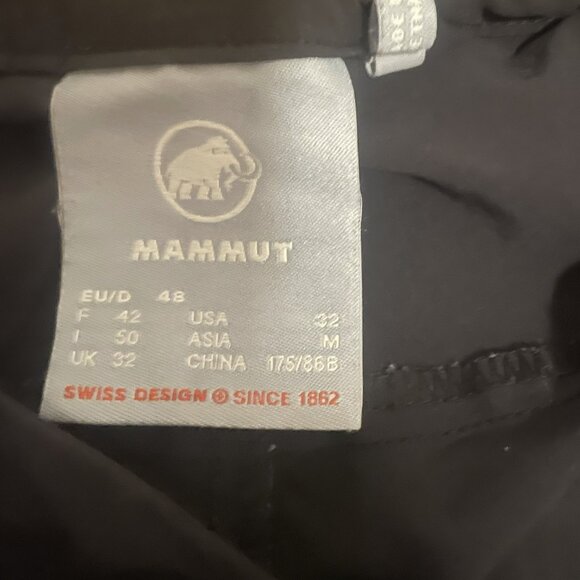 MAMMUT
EU/D 48
F 42 USA 32
I 50 ASIA M
UK 32 CHINA 175/86B
SWISS DESIGN SINCE 1862